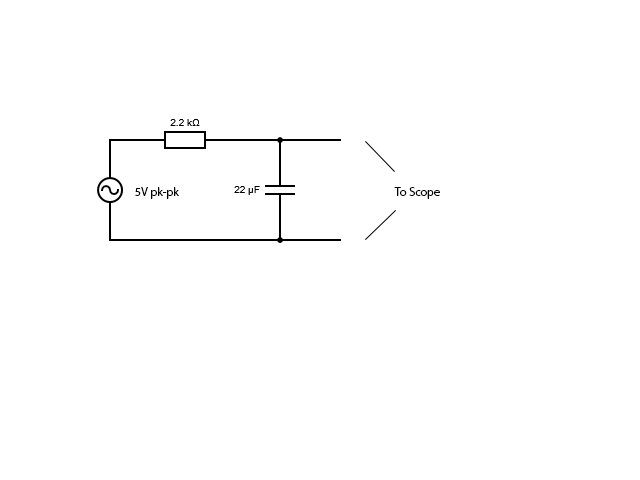 2.2 kΩ
5V pk-pk
22 µF
To Scope